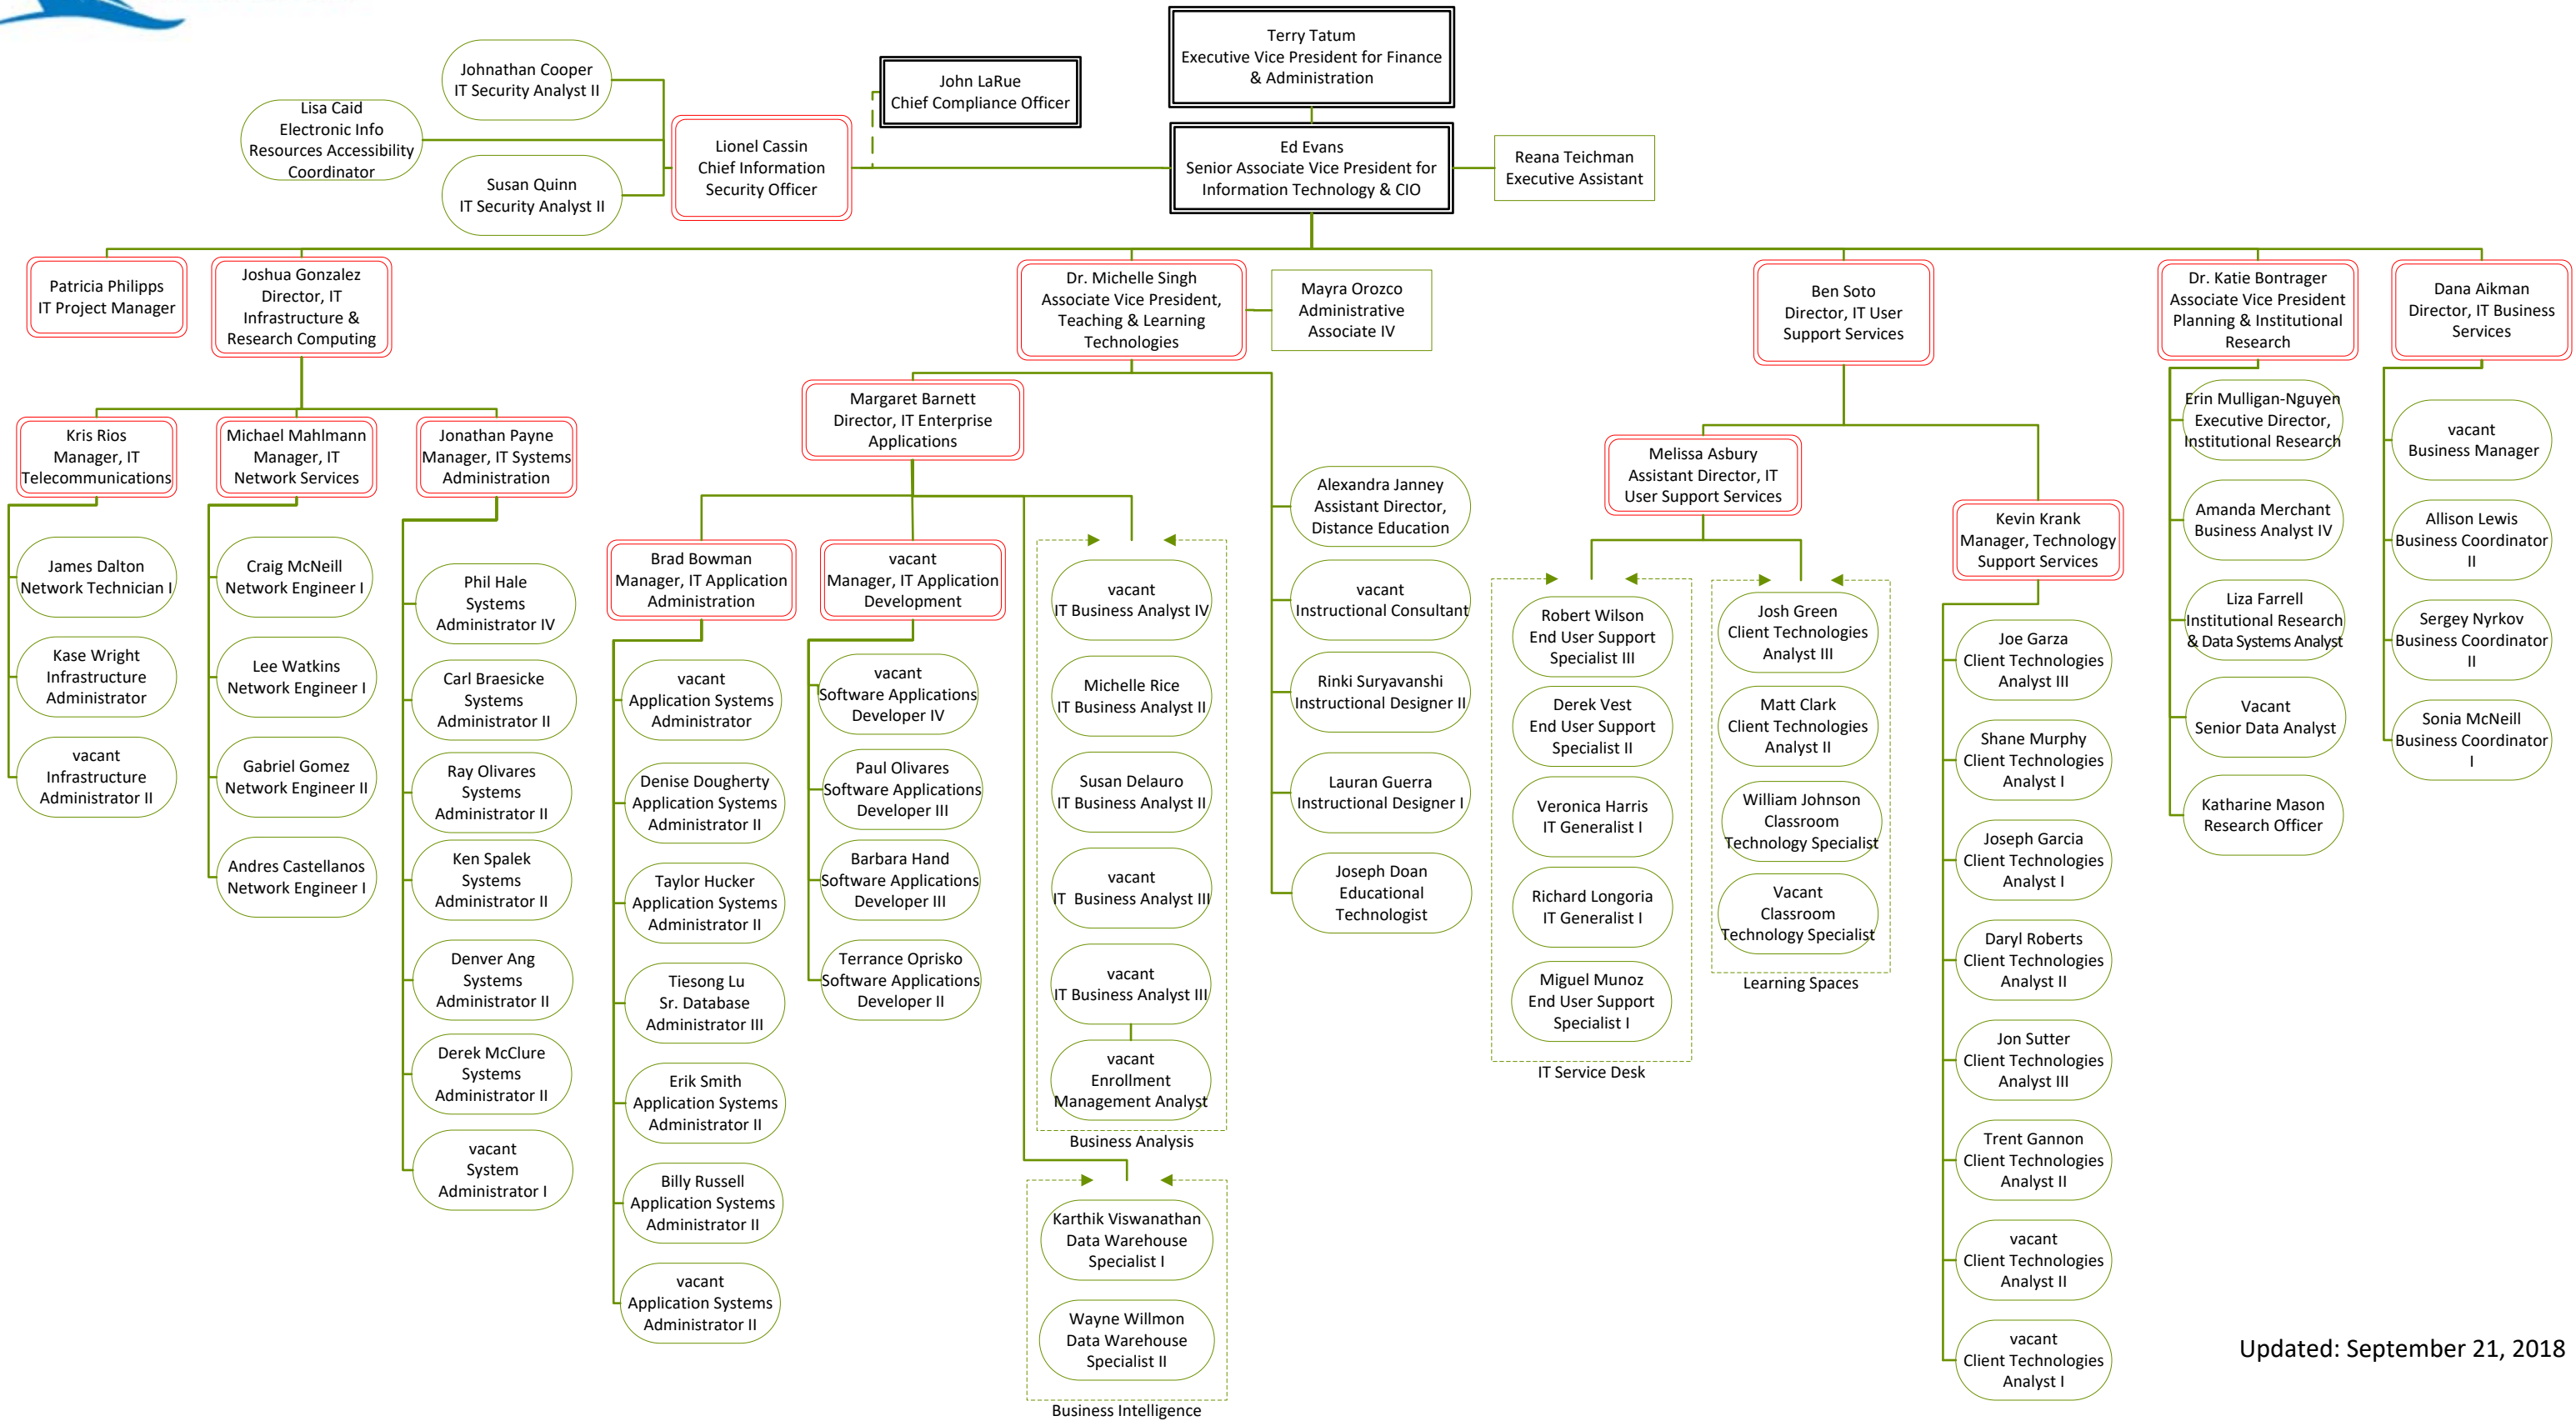 Terry Tatum
Executive Vice President for Finance
& Administration
Johnathan Cooper
IT Security Analyst II
John LaRue
Chief Compliance Officer
Lisa Caid
Electronic Info
Resources Accessibility
Coordinator
Lionel Cassin
Chief Information
Security Officer
Ed Evans
Senior Associate Vice President for
Information Technology & CIO
Reana Teichman
Executive Assistant
Susan Quinn
IT Security Analyst II
Patricia Philipps
IT Project Manager
Joshua Gonzalez
Director, IT
Infrastructure &
Research Computing
Dr. Michelle Singh
Associate Vice President,
Teaching & Learning
Technologies
Mayra Orozco
Administrative
Associate IV
Ben Soto
Director, IT User
Support Services
Dr. Katie Bontrager
Associate Vice President
Planning & Institutional
Research
Dana Aikman
Director, IT Business
Services
Kris Rios
Manager, IT
Telecommunications
Michael Mahlmann
Manager, IT
Network Services
Jonathan Payne
Manager, IT Systems
Administration
Margaret Barnett
Director, IT Enterprise
Applications
Melissa Asbury
Assistant Director, IT
User Support Services
Kevin Krank
Manager, Technology
Support Services
James Dalton
Network Technician I
Kase Wright
Infrastructure
Administrator
vacant
Infrastructure
Administrator II
Craig McNeill
Network Engineer I
Lee Watkins
Network Engineer I
Gabriel Gomez
Network Engineer II
Andres Castellanos
Network Engineer I
Phil Hale
Systems
Administrator IV
Carl Braesicke
Systems
Administrator II
Ray Olivares
Systems
Administrator II
Ken Spalek
Systems
Administrator II
Denver Ang
Systems
Administrator II
Derek McClure
Systems
Administrator II
vacant
System
Administrator I
Brad Bowman
Manager, IT Application
Administration
vacant
Application Systems
Administrator
Denise Dougherty
Application Systems
Administrator II
Taylor Hucker
Application Systems
Administrator II
Tiesong Lu
Sr. Database
Administrator III
Erik Smith
Application Systems
Administrator II
Billy Russell
Application Systems
Administrator II
vacant
Application Systems
Administrator II
vacant
Manager, IT Application
Development
vacant
Software Applications
Developer IV
Paul Olivares
Software Applications
Developer III
Barbara Hand
Software Applications
Developer III
Terrance Oprisko
Software Applications
Developer II
vacant
IT Business Analyst IV
Michelle Rice
IT Business Analyst II
Susan Delauro
IT Business Analyst II
vacant
IT Business Analyst III
vacant
IT Business Analyst III
vacant
Enrollment
Management Analyst
Business Analysis
Karthik Viswanathan
Data Warehouse
Specialist I
Wayne Willmon
Data Warehouse
Specialist II
Business Intelligence
Alexandra Janney
Assistant Director,
Distance Education
vacant
Instructional Consultant
Rinki Suryavanshi
Instructional Designer II
Lauran Guerra
Instructional Designer I
Joseph Doan
Educational
Technologist
Robert Wilson
End User Support
Specialist III
Derek Vest
End User Support
Specialist II
Veronica Harris
IT Generalist I
Richard Longoria
IT Generalist I
Miguel Munoz
End User Support
Specialist I
IT Service Desk
Josh Green
Client Technologies
Analyst III
Matt Clark
Client Technologies
Analyst II
William Johnson
Classroom
Technology Specialist
Vacant
Classroom
Technology Specialist
Learning Spaces
Joe Garza
Client Technologies
Analyst III
Shane Murphy
Client Technologies
Analyst I
Joseph Garcia
Client Technologies
Analyst I
Daryl Roberts
Client Technologies
Analyst II
Jon Sutter
Client Technologies
Analyst III
Trent Gannon
Client Technologies
Analyst II
vacant
Client Technologies
Analyst II
vacant
Client Technologies
Analyst I
Erin Mulligan-Nguyen
Executive Director,
Institutional Research
Amanda Merchant
Business Analyst IV
Liza Farrell
Institutional Research
& Data Systems Analyst
Vacant
Senior Data Analyst
Katharine Mason
Research Officer
vacant
Business Manager
Allison Lewis
Business Coordinator
II
Sergey Nyrkov
Business Coordinator
II
Sonia McNeill
Business Coordinator
I
Updated: September 21, 2018